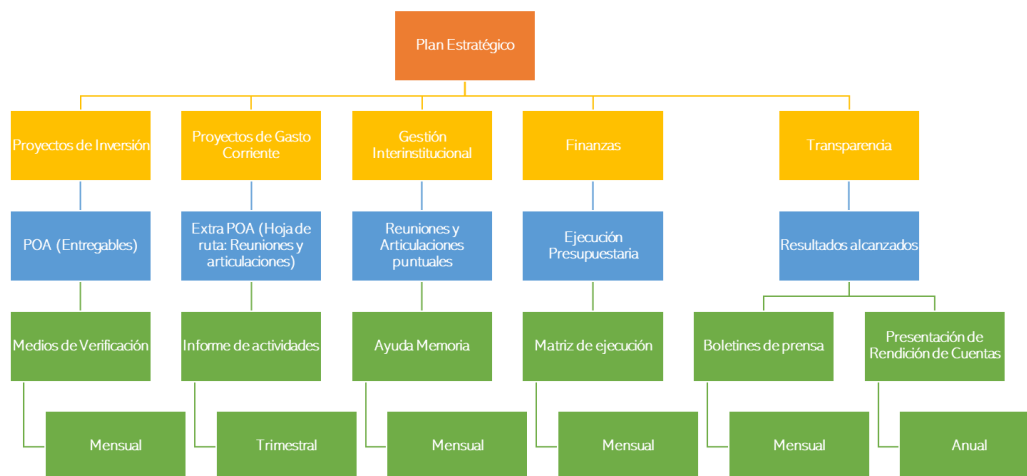 Plan Estratégico
Proyectos de Inversión
Proyectos de Gasto
Corriente
Gestión
Interinstitucional
Finanzas
Transparencia
POA (Entregables)
Extra POA (Hoja de
ruta: Reuniones y
articulaciones)
Reuniones y
Articulaciones
puntuales
Ejecución
Presupuestaria
Resultados alcanzados
Medios de Verificación
Informe de actividades
Ayuda Memoria
Matriz de ejecución
Boletines de prensa
Presentación de
Rendición de Cuentas
Mensual
Trimestral
Mensual
Mensual
Mensual
Anual